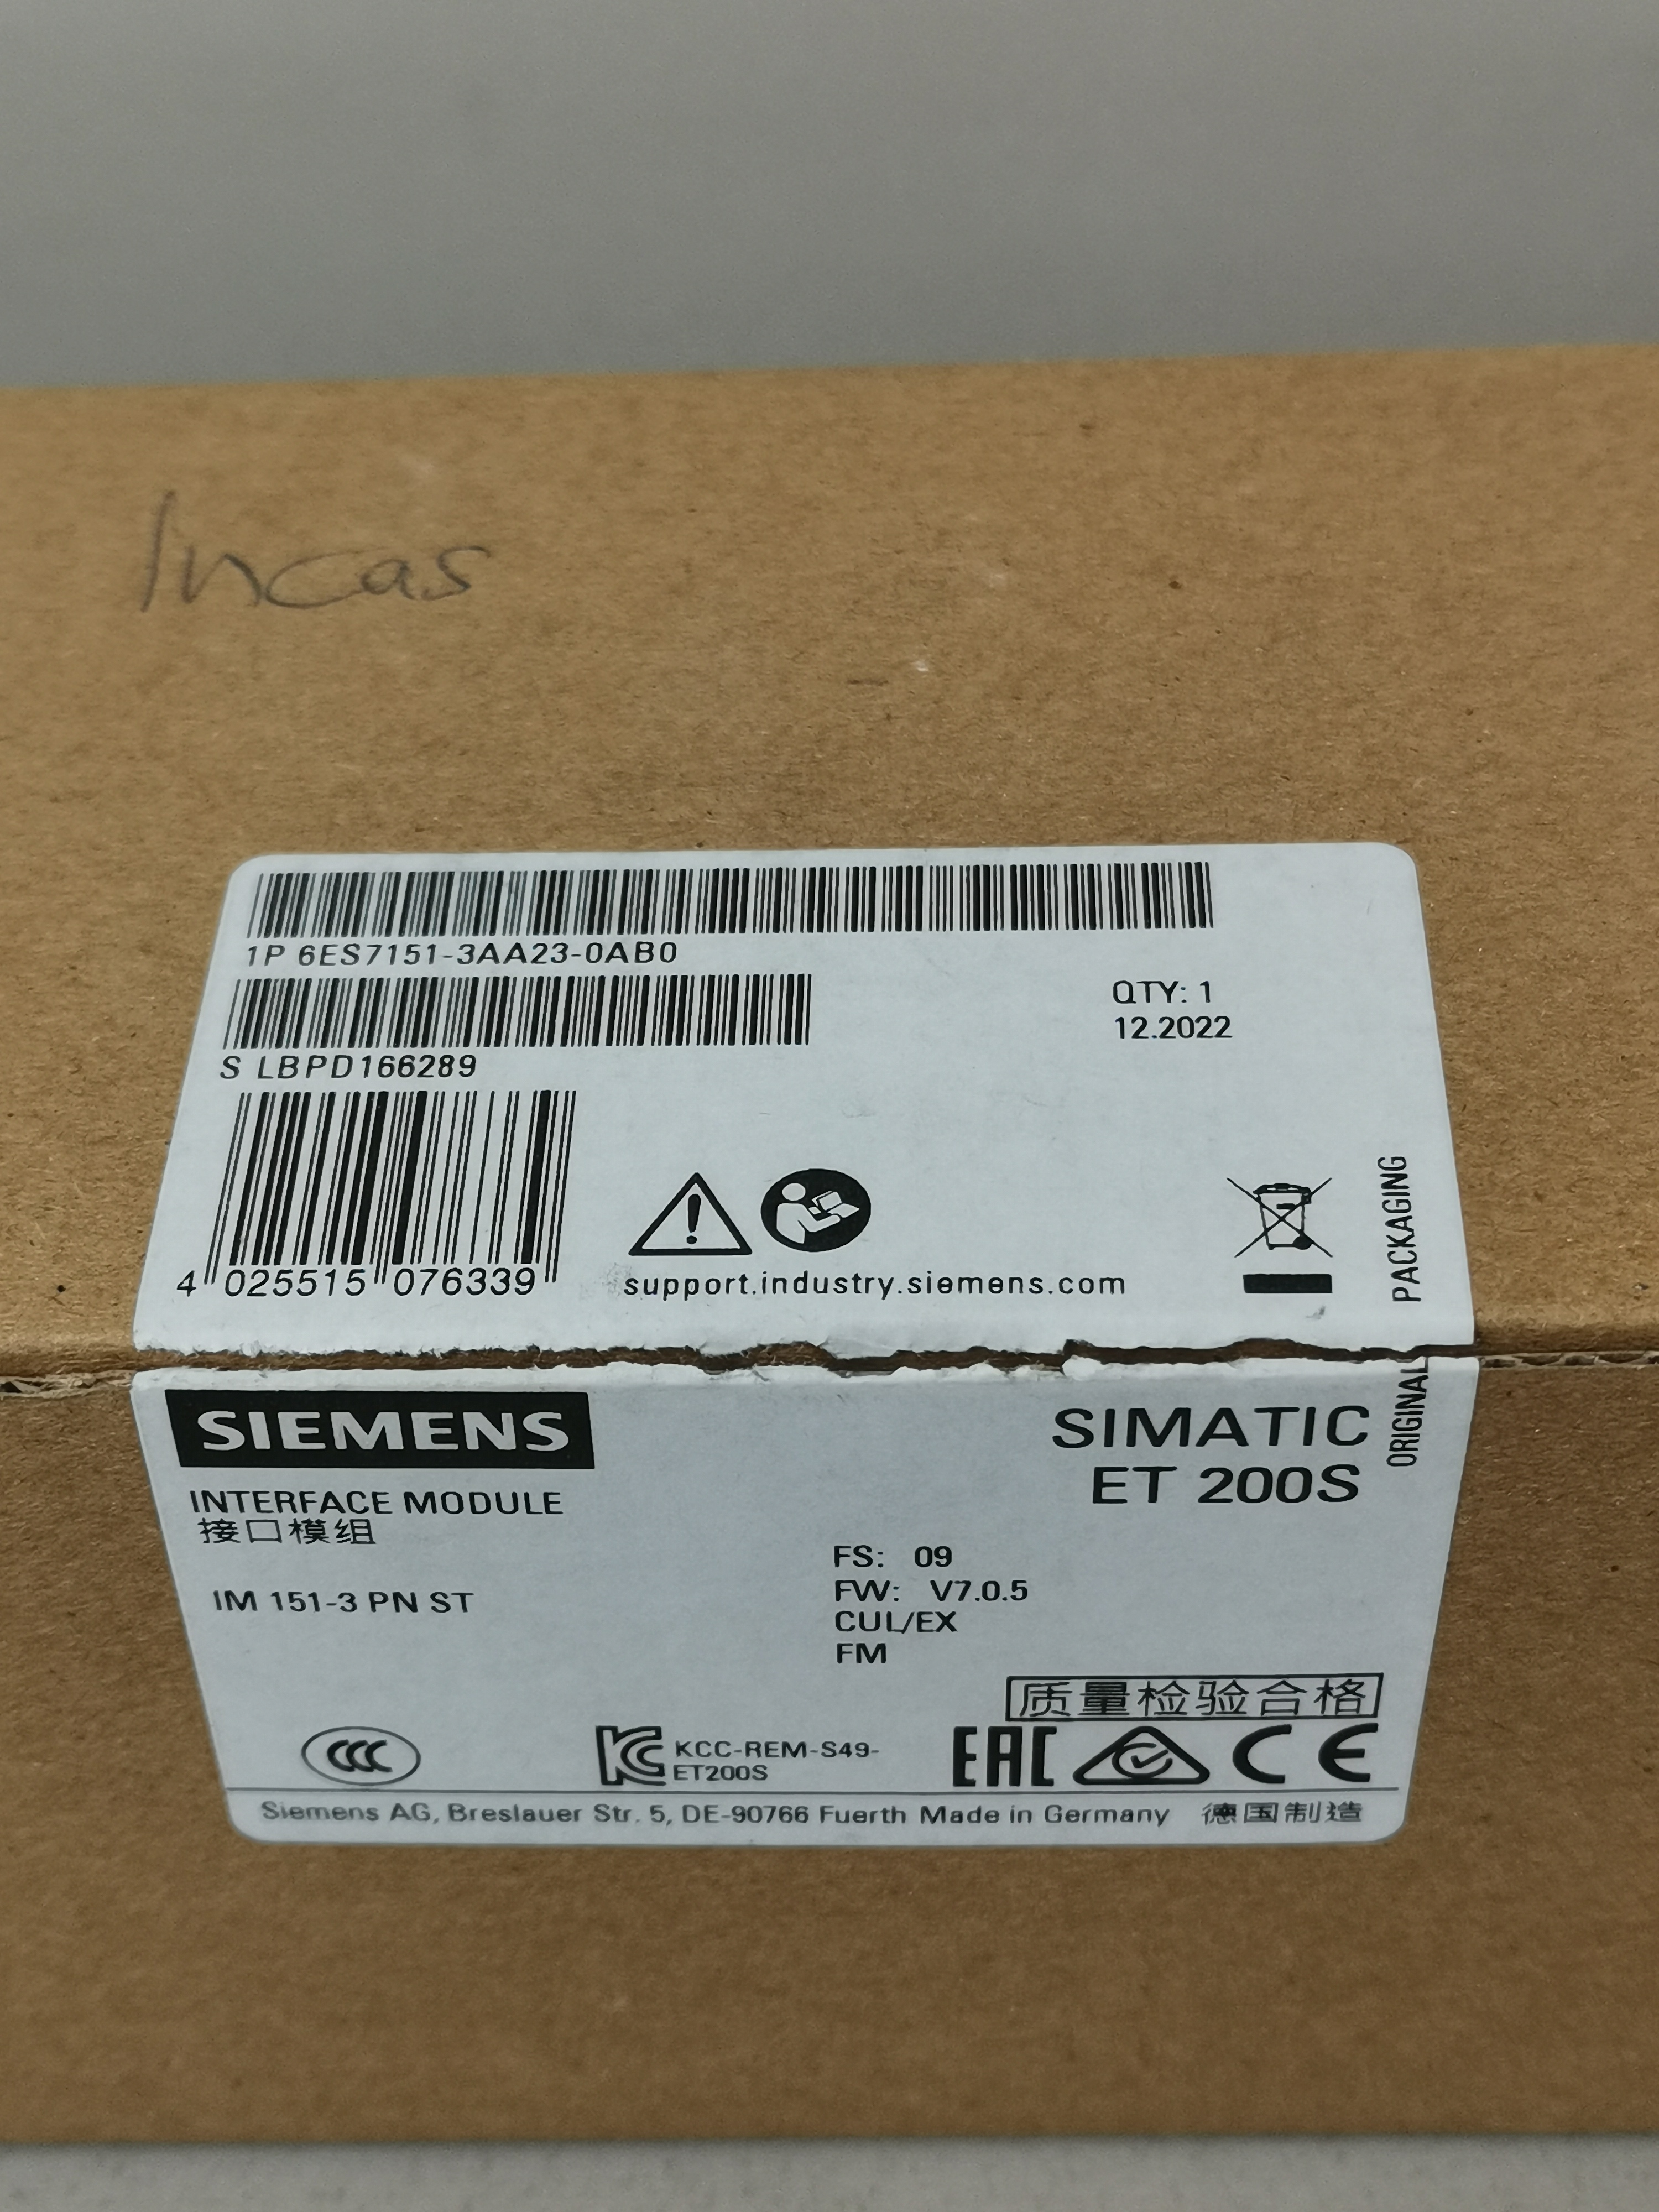 Incas
1P 6ES7151-3AA23-0AB0
QTY: 1
12.2022
S LBPD166289
4 025515 076339
support.industry.siemens.com
ORIGINAL PACKAGING
SIEMENS
SIMATIC
ET 200S
INTERFACE MODULE
接口模组
IM 151-3 PN ST
FS: 09
FW: V7.0.5
CUL/EX
FM
质量检验合格
CCC
KC KCC-REM-S49-
ET200S
EAC CE
Siemens AG, Breslauer Str. 5, DE-90766 Fuerth Made in Germany 德国制造